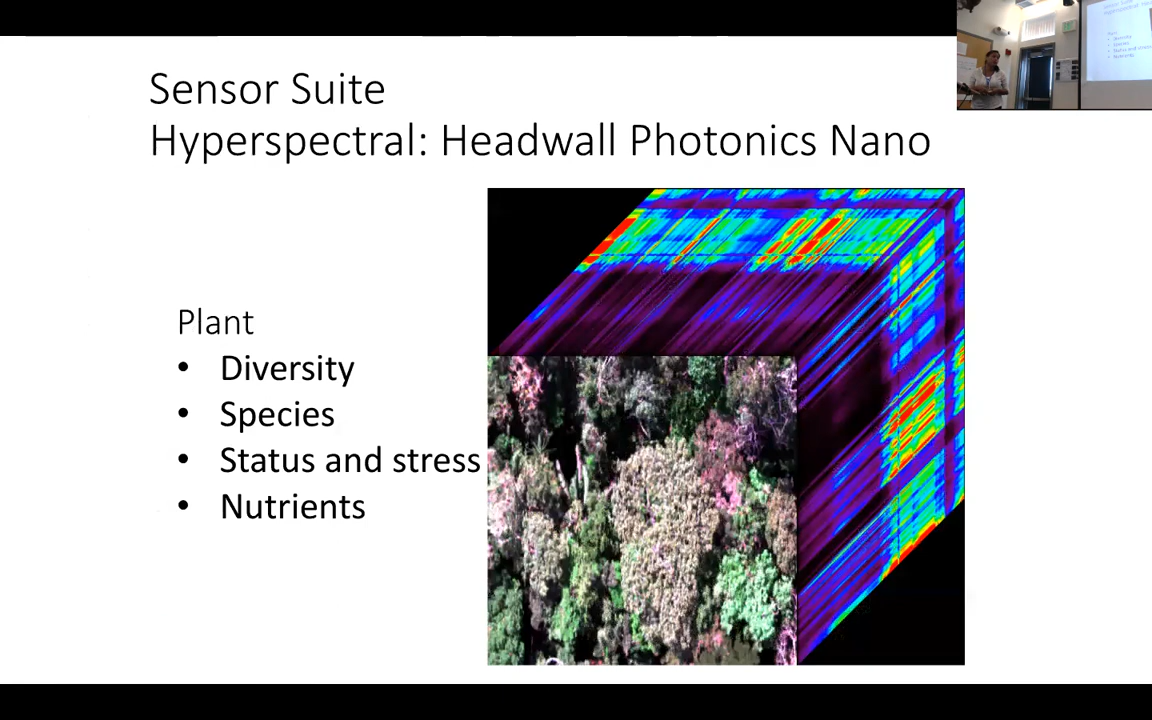 Sensor Suite
Hyperspectral: Headwall Photonics Nano
Plant
• Diversity
• Species
• Status and stress
• Nutrients